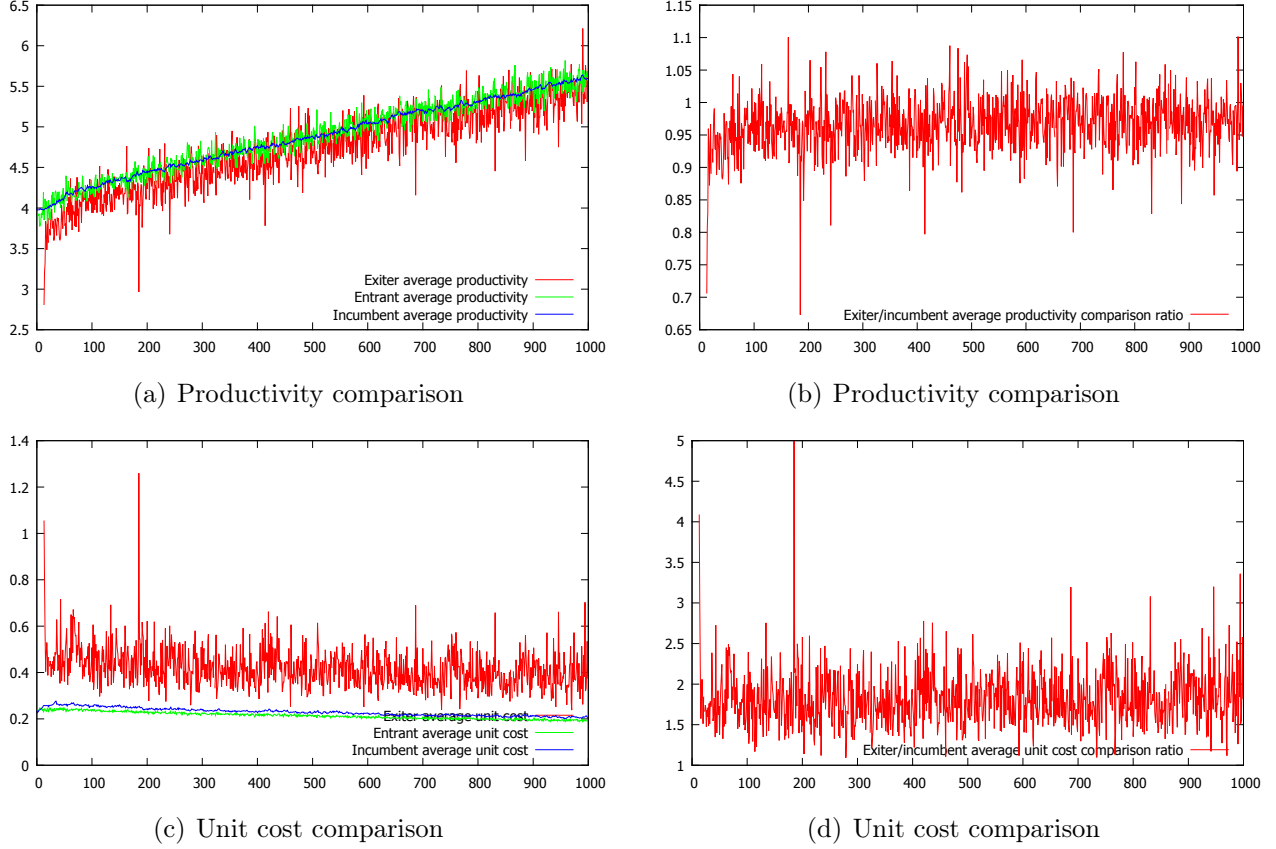 6.5
6
5.5
5
4.5
4
3.5
3
2.5
Exiter average productivity
Entrant average productivity
Incumbent average productivity
0 100 200 300 400 500 600 700 800 900 1000
(a) Productivity comparison
1.15
1.1
1.05
1
0.95
0.9
0.85
0.8
0.75
0.7
0.65
Exiter/incumbent average productivity comparison ratio
0 100 200 300 400 500 600 700 800 900 1000
(b) Productivity comparison
1.4
1.2
1
0.8
0.6
0.4
0.2
0
Exiter average unit cost
Entrant average unit cost
Incumbent average unit cost
0 100 200 300 400 500 600 700 800 900 1000
(c) Unit cost comparison
5
4.5
4
3.5
3
2.5
2
1.5
1
Exiter/incumbent average unit cost comparison ratio
0 100 200 300 400 500 600 700 800 900 1000
(d) Unit cost comparison